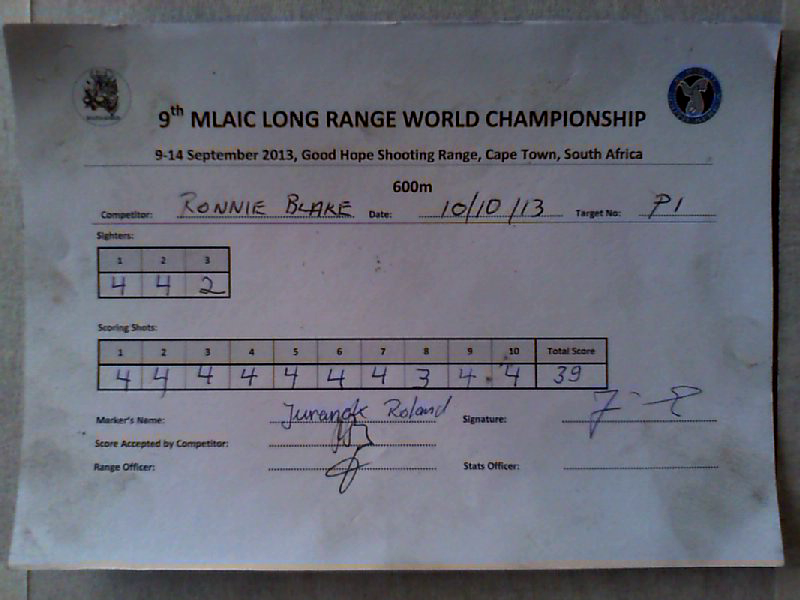 9th MLAIC LONG RANGE WORLD CHAMPIONSHIP
9-14 September 2013, Good Hope Shooting Range, Cape Town, South Africa
600m
Competitor: RONNIE BLAKE Date: 10/10/13 Target No: P1
Sighters:
1 2 3
4 4 2
Scoring Shots:
1 2 3 4 5 6 7 8 9 10 Total Score
4 4 4 4 4 4 4 3 4 4 39
Marker's Name: Roland Signature:
Score Accepted by Competitor:
Range Officer: Stats Officer: